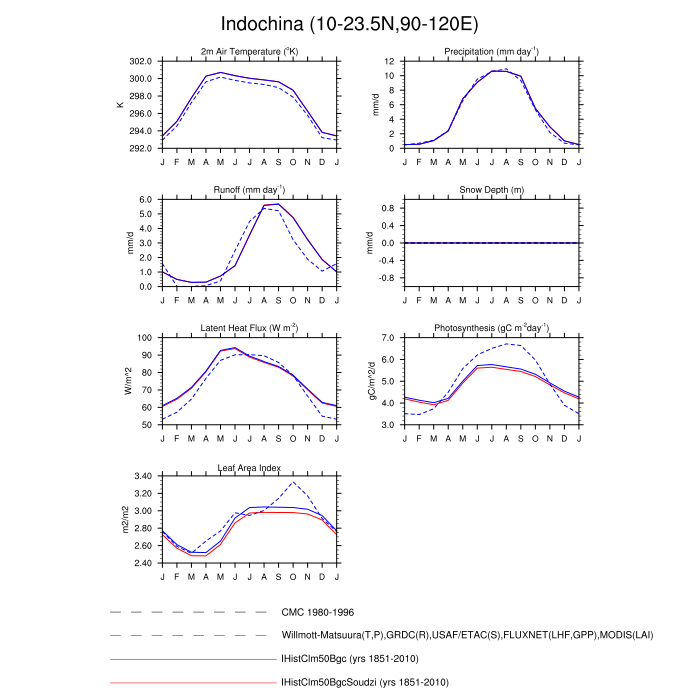 Indochina (10-23.5N,90-120E)
2m Air Temperature (°K)
302.0
300.0
298.0
296.0
294.0
292.0
K
J F M A M J J A S O N D J
Precipitation (mm day⁻¹)
12
10
8
6
4
2
0
mm/d
J F M A M J J A S O N D J
Runoff (mm day⁻¹)
6.0
5.0
4.0
3.0
2.0
1.0
0.0
mm/d
J F M A M J J A S O N D J
Snow Depth (m)
0.8
0.4
0.0
-0.4
-0.8
mm/d
J F M A M J J A S O N D J
Latent Heat Flux (W m⁻²)
100
90
80
70
60
50
W/m^2
J F M A M J J A S O N D J
Photosynthesis (gC m⁻²day⁻¹)
7.0
6.0
5.0
4.0
3.0
gC/m^2/d
J F M A M J J A S O N D J
Leaf Area Index
3.40
3.20
3.00
2.80
2.60
2.40
m2/m2
J F M A M J J A S O N D J
CMC 1980-1996
Willmott-Matsuura(T,P),GRDC(R),USAF/ETAC(S),FLUXNET(LHF,GPP),MODIS(LAI)
IHistClm50Bgc (yrs 1851-2010)
IHistClm50BgcSoudzi (yrs 1851-2010)